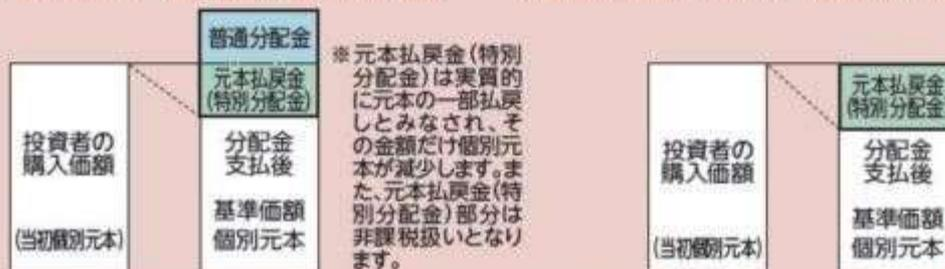 普通分配金
元本払戻金
(特別分配金)
投資者の
購入価額
(当初個別元本)
分配金
支払後
基準価額
個別元本
※元本払戻金(特別
分配金)は実質的
に元本の一部払戻
しとみなされ、そ
の金額だけ個別元
本が減少します。ま
た、元本払戻金(特
別分配金)部分は
非課税扱いとなり
ます。
投資者の
購入価額
(当初個別元本)
元本払戻金
(特別分配金
分配金
支払後
基準価額
個別元本